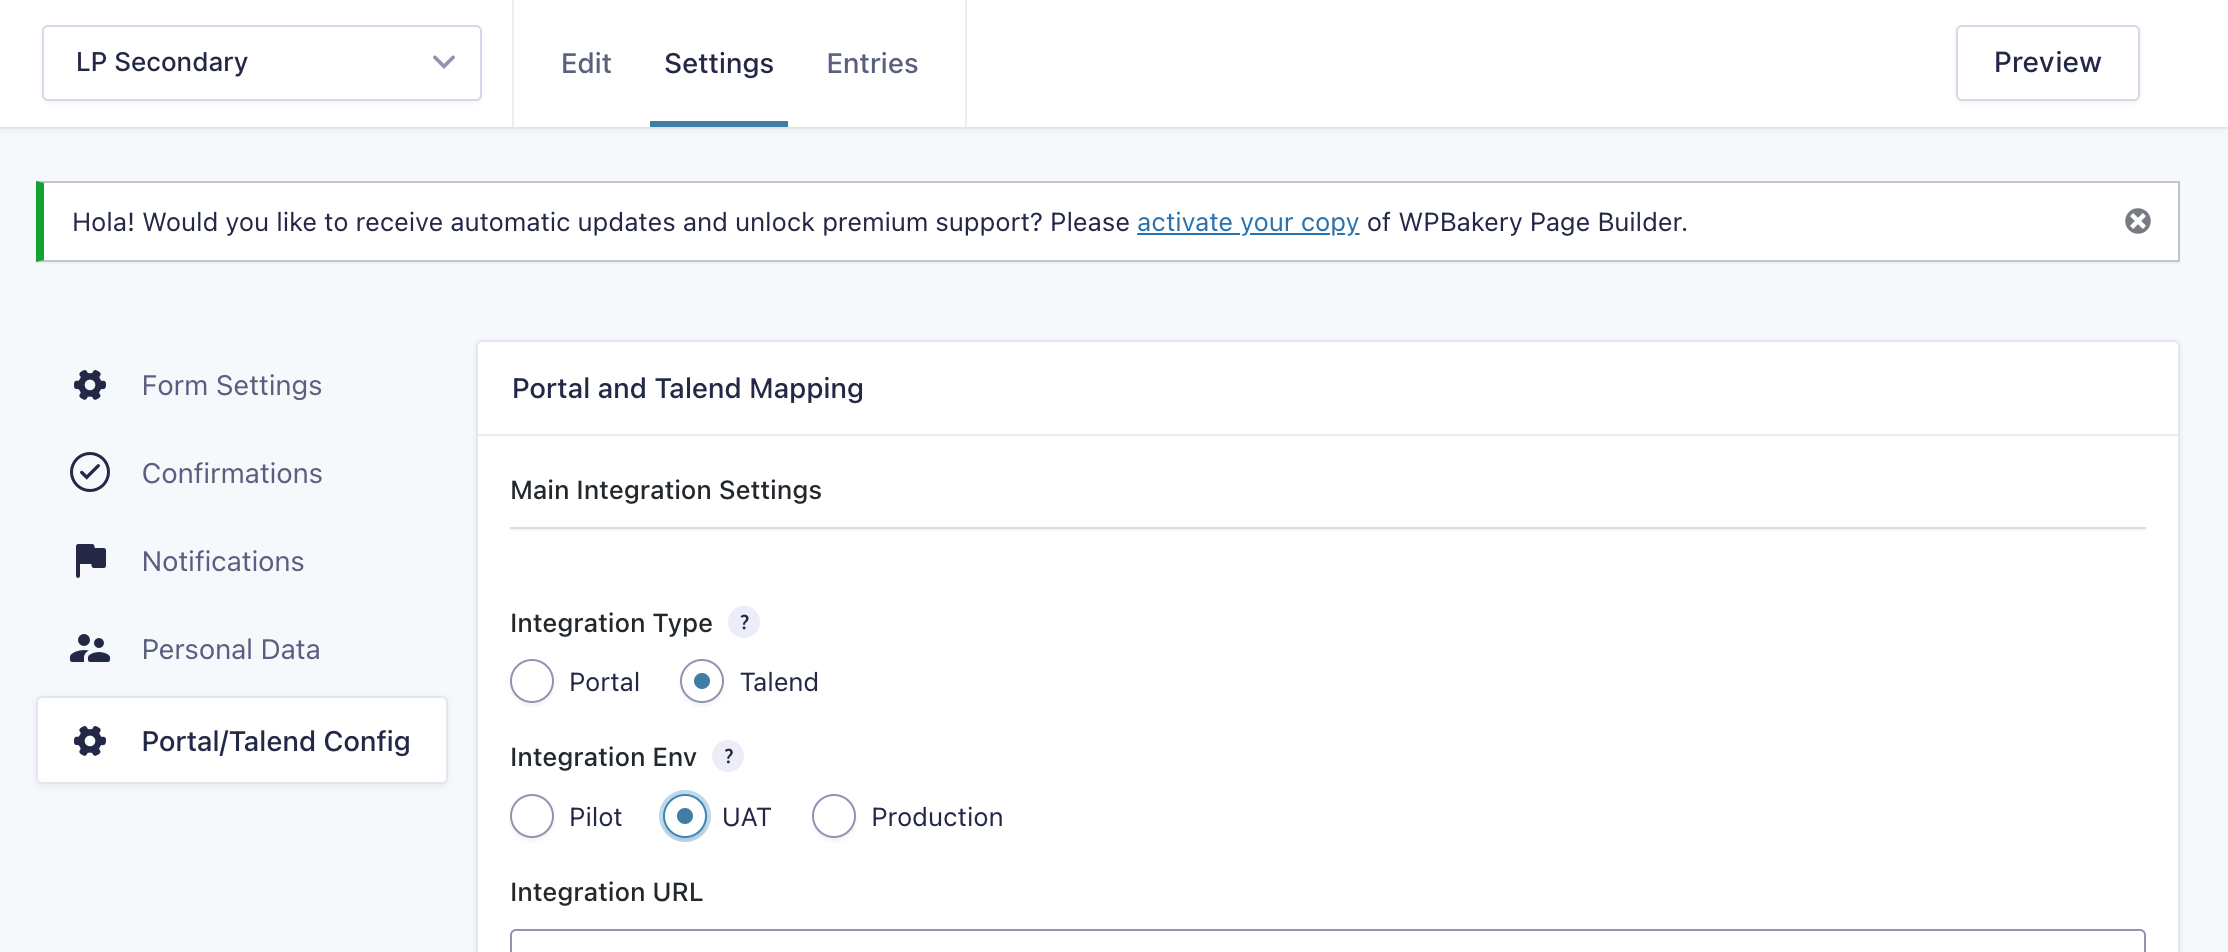 LP Secondary
Edit Settings Entries
Preview
Hola! Would you like to receive automatic updates and unlock premium support? Please activate your copy of WPBakery Page Builder.
Form Settings
Confirmations
Notifications
Personal Data
Portal/Talend Config
Portal and Talend Mapping
Main Integration Settings
Integration Type ?
Portal Talend
Integration Env ?
Pilot UAT Production
Integration URL